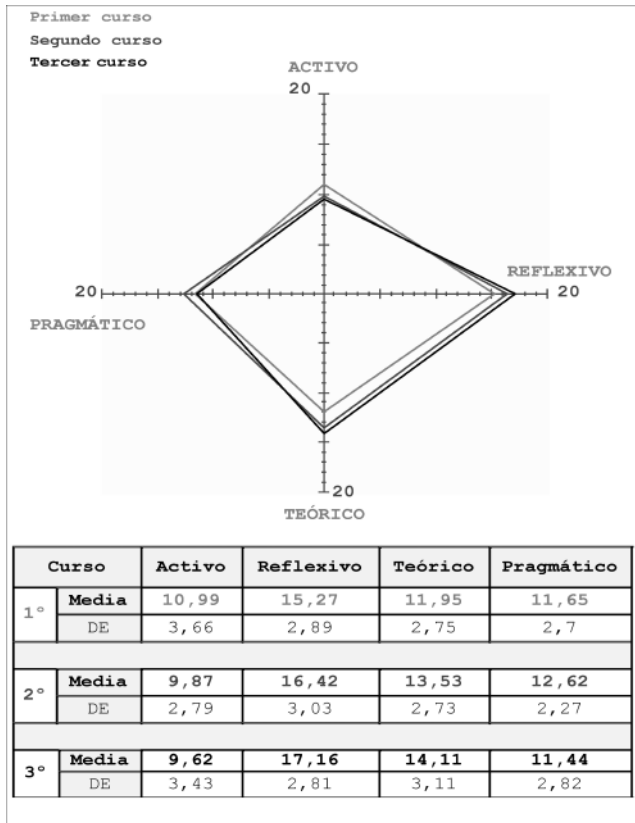 Primer curso
Segundo curso
Tercer curso
ACTIVO
20
REFLEXIVO
20
20
PRAGMÁTICO
20
TEÓRICO
Curso Activo Reflexivo Teórico Pragmático
1º Media 10,99 15,27 11,95 11,65
DE 3,66 2,89 2,75 2,7
2º Media 9,87 16,42 13,53 12,62
DE 2,79 3,03 2,73 2,27
3º Media 9,62 17,16 14,11 11,44
DE 3,43 2,81 3,11 2,82